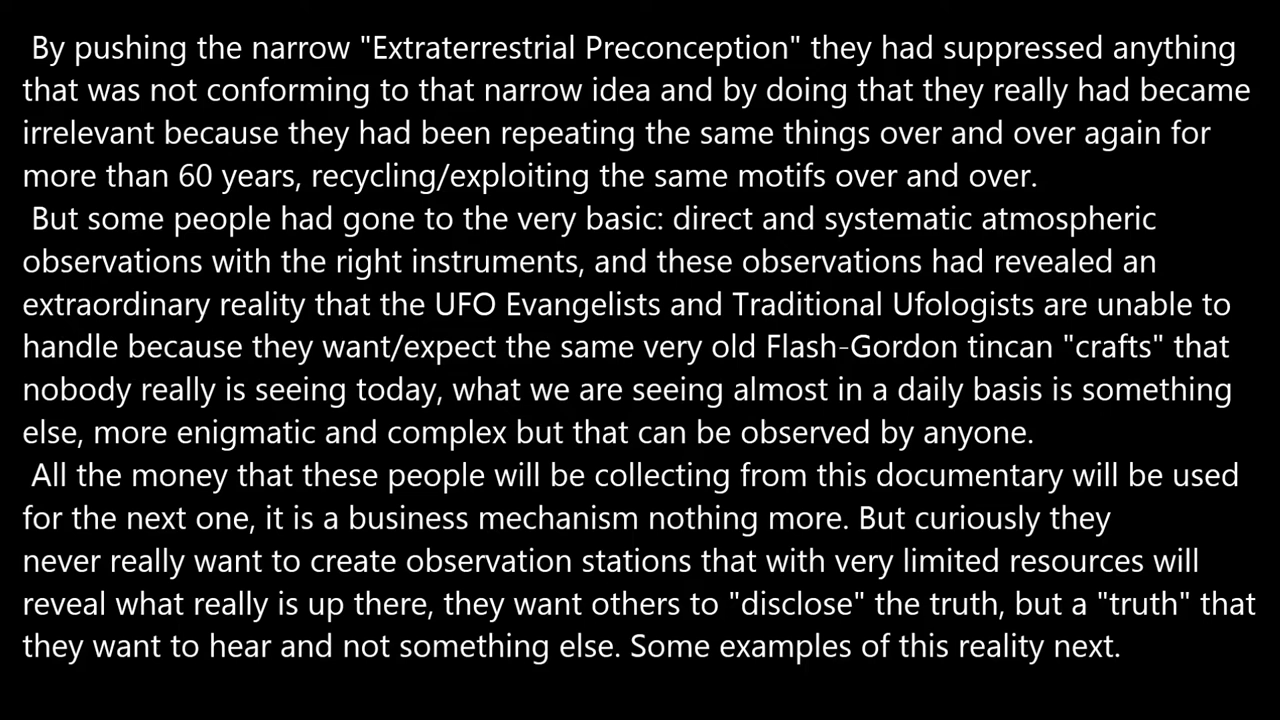 By pushing the narrow "Extraterrestrial Preconception" they had suppressed anything
that was not conforming to that narrow idea and by doing that they really had became
irrelevant because they had been repeating the same things over and over again for
more than 60 years, recycling/exploiting the same motifs over and over.
But some people had gone to the very basic: direct and systematic atmospheric
observations with the right instruments, and these observations had revealed an
extraordinary reality that the UFO Evangelists and Traditional Ufologists are unable to
handle because they want/expect the same very old Flash-Gordon tincan "crafts" that
nobody really is seeing today, what we are seeing almost in a daily basis is something
else, more enigmatic and complex but that can be observed by anyone.
All the money that these people will be collecting from this documentary will be used
for the next one, it is a business mechanism nothing more. But curiously they
never really want to create observation stations that with very limited resources will
reveal what really is up there, they want others to "disclose" the truth, but a "truth" that
they want to hear and not something else. Some examples of this reality next.